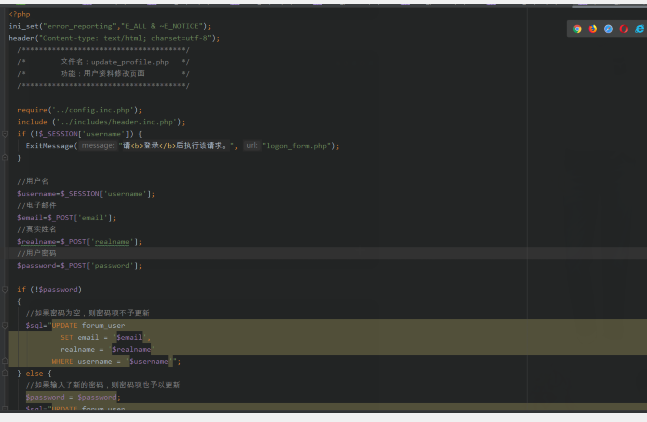 <?php
ini_set("error_reporting","E_ALL & ~E_NOTICE");
header("Content-type: text/html; charset=utf-8");
/*************************************/
/* 文件名：update_profile.php */
/* 功能：用户资料修改页面 */
/*************************************/
require('../config.inc.php');
include ('../includes/header.inc.php');
if (!$_SESSION['username']) {
ExitMessage( message: "请<b>登录</b>后执行该请求。", url: "logon_form.php");
}
//用户名
$username=$_SESSION['username'];
//电子邮件
$email=$_POST['email'];
//真实姓名
$realname=$_POST['realname'];
//用户密码
$password=$_POST['password'];
if (!$password)
{
//如果密码为空，则密码项不予更新
$sql="UPDATE forum_user
SET email = '$email',
realname = '$realname'
WHERE username = '$username'";
} else {
//如果输入了新的密码，则密码项也予以更新
$password = $password;
$sql="UPDATE forum_user